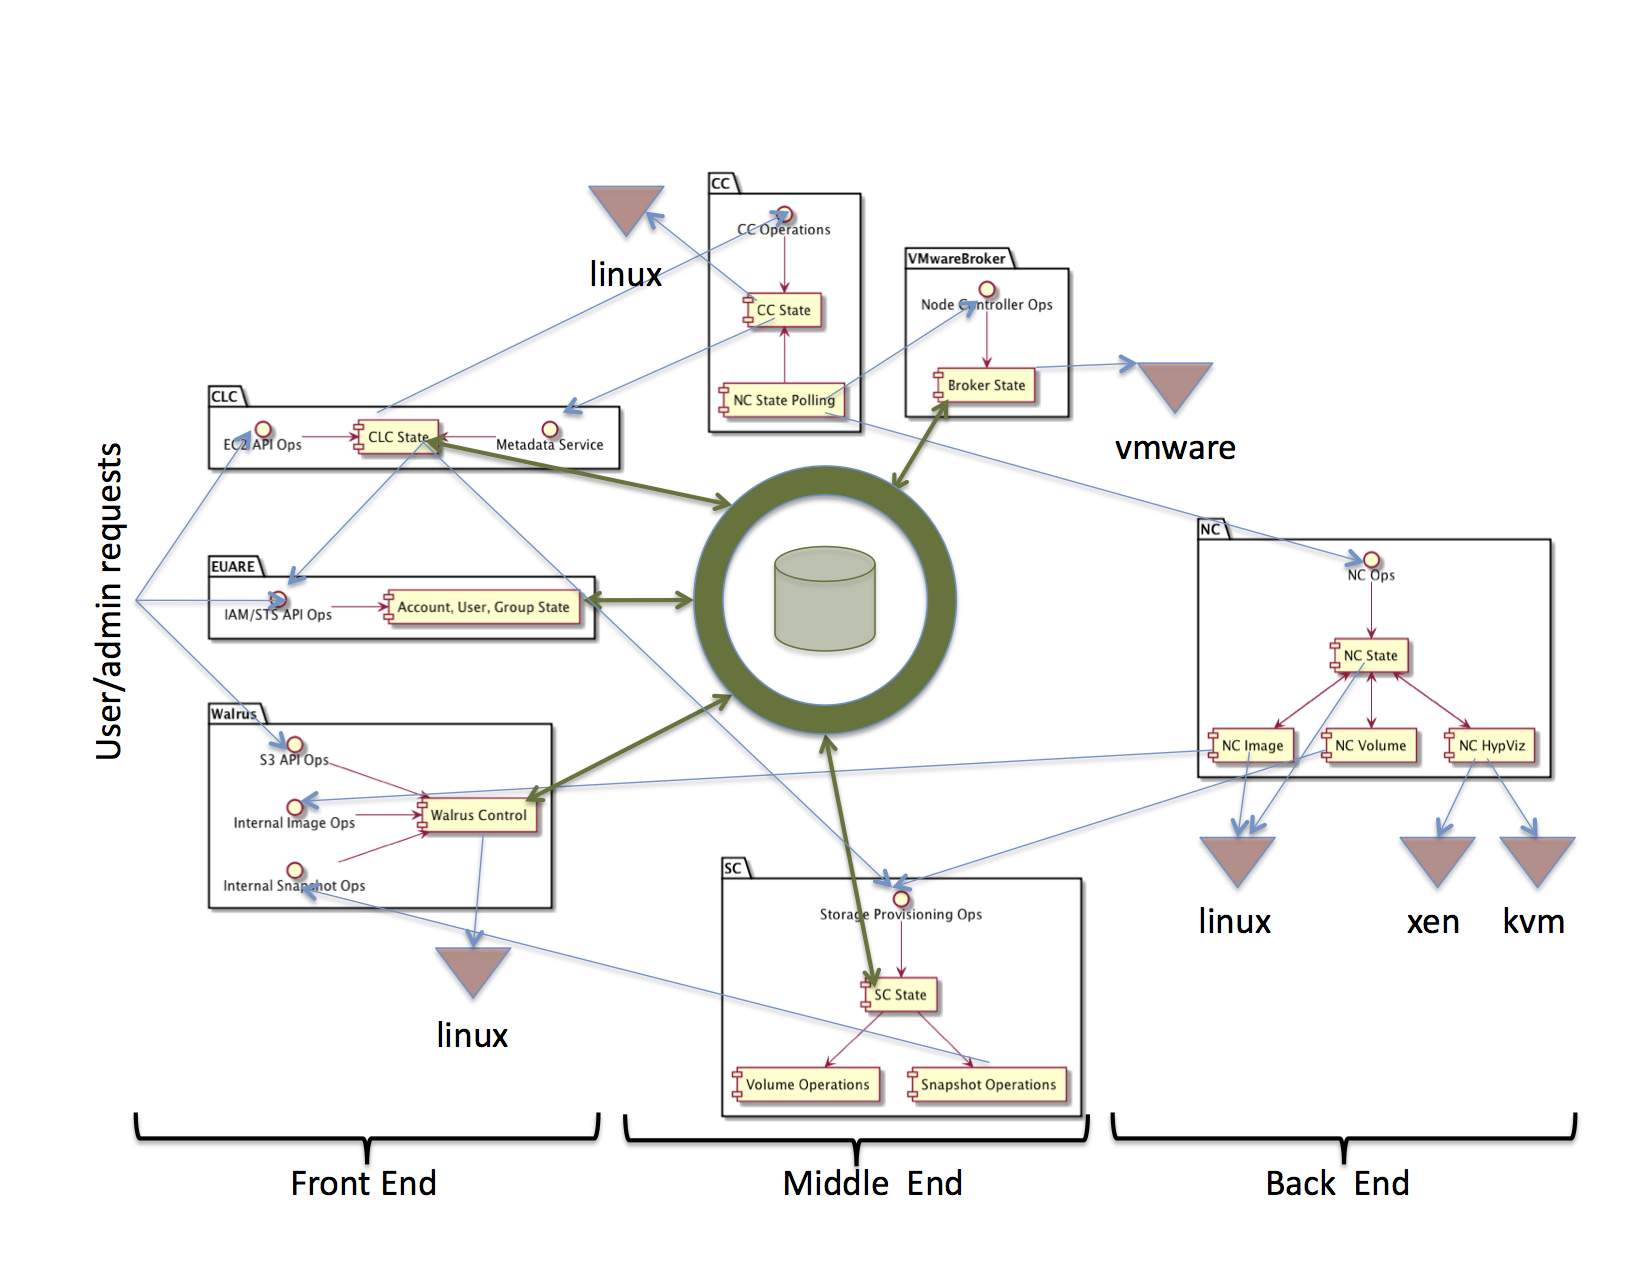 CC
CC Operations
linux
VMwareBroker
Node Controller Ops
CC State
Broker State
NC State Polling
CLC
EC2 API Ops
CLC State
Metadata Service
vmware
User/admin requests
NC
NC Ops
EUARE
IAM/STS API Ops
Account, User, Group State
NC State
Walrus
S3 API Ops
NC Image
NC Volume
NC HypViz
Internal Image Ops
Walrus Control
Internal Snapshot Ops
SC
Storage Provisioning Ops
linux
xen
kvm
SC State
linux
Volume Operations
Snapshot Operations
Front End
Middle  End
Back  End